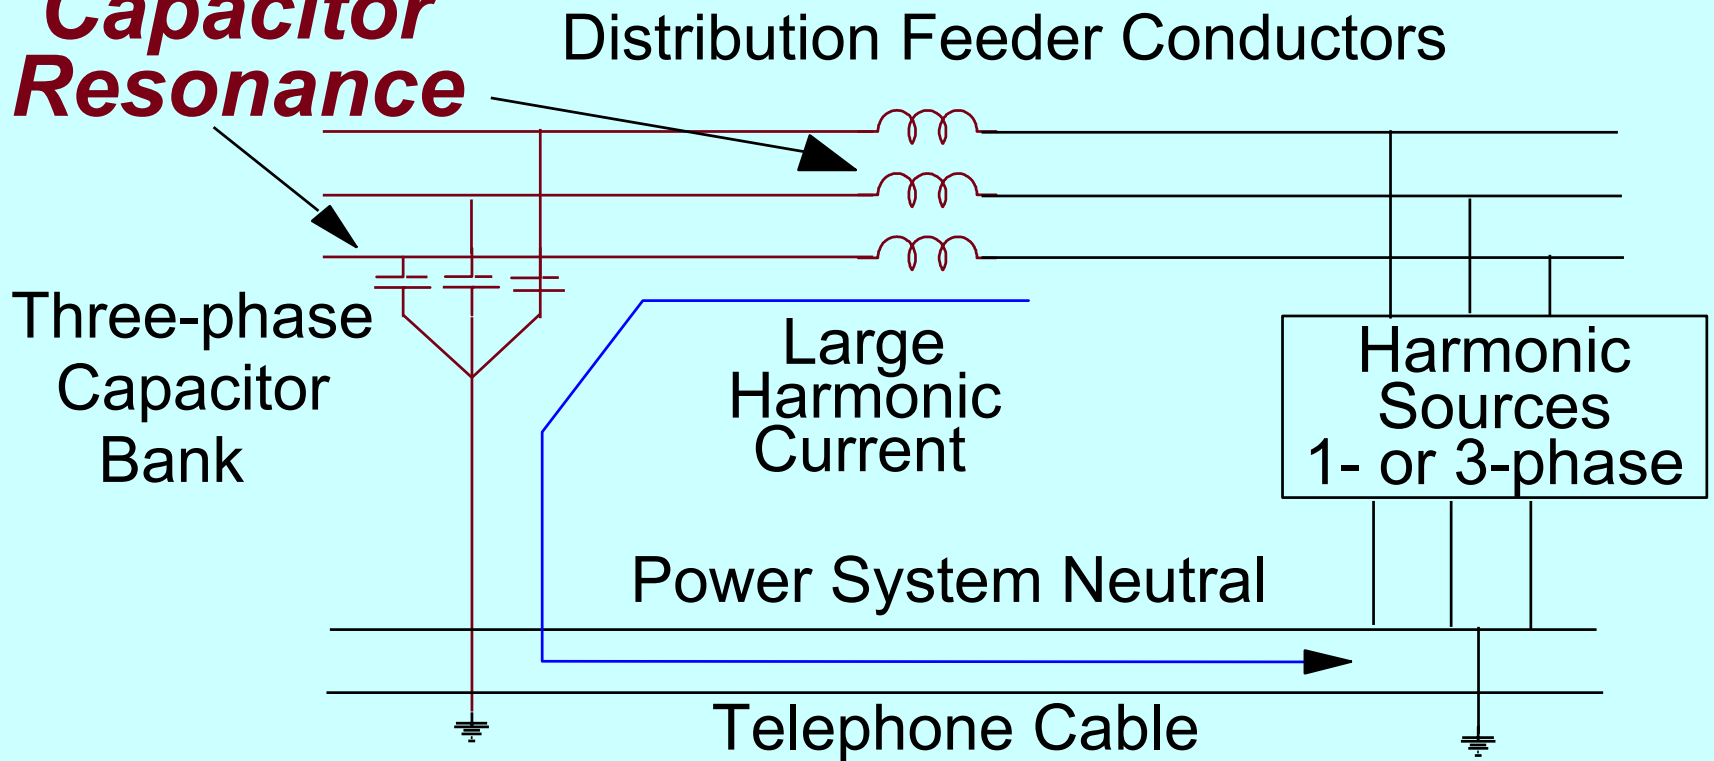 Capacitor
Resonance
Distribution Feeder Conductors
Three-phase
Capacitor
Bank
Large
Harmonic
Current
Harmonic
Sources
1- or 3-phase
Power System Neutral
Telephone Cable